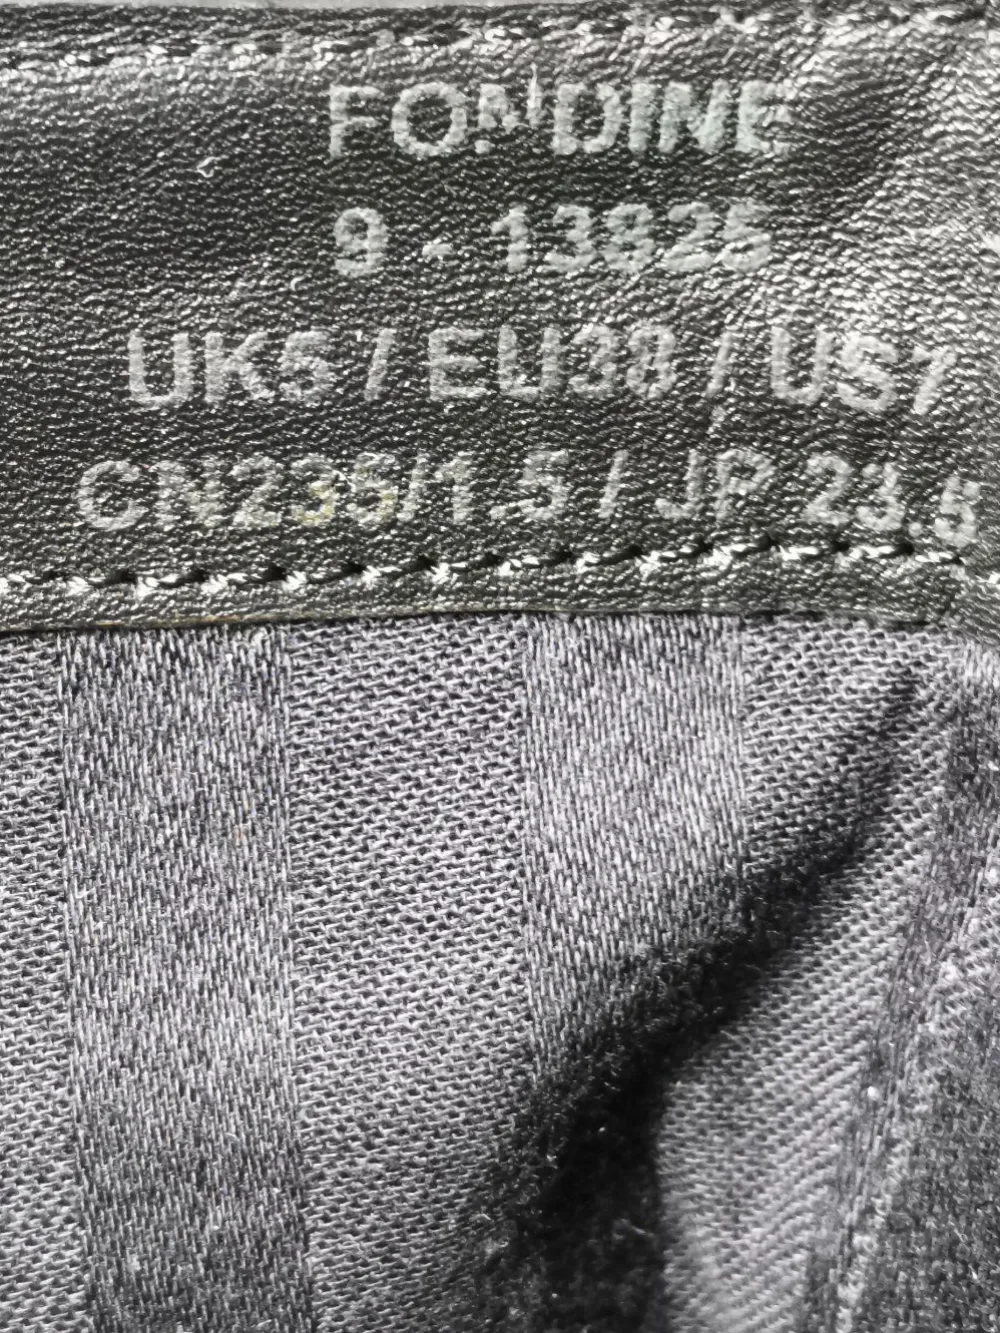 FONDINE
9 - 13825
UK5 / EU38 / US7
CN235/1.5 / JP 23.5